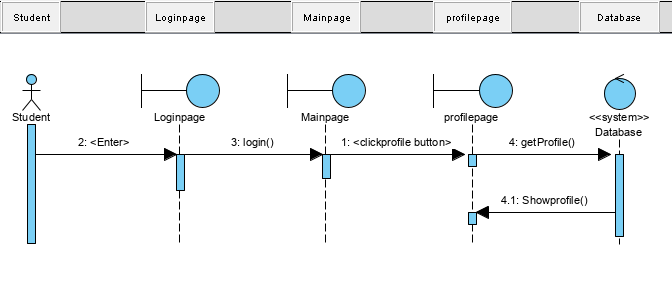 Student Loginpage Mainpage profilepage Database
Student Loginpage Mainpage profilepage <<system>>
Database
2: <Enter> 3: login() 1: <clickprofile button> 4: getProfile()
4.1: Showprofile()